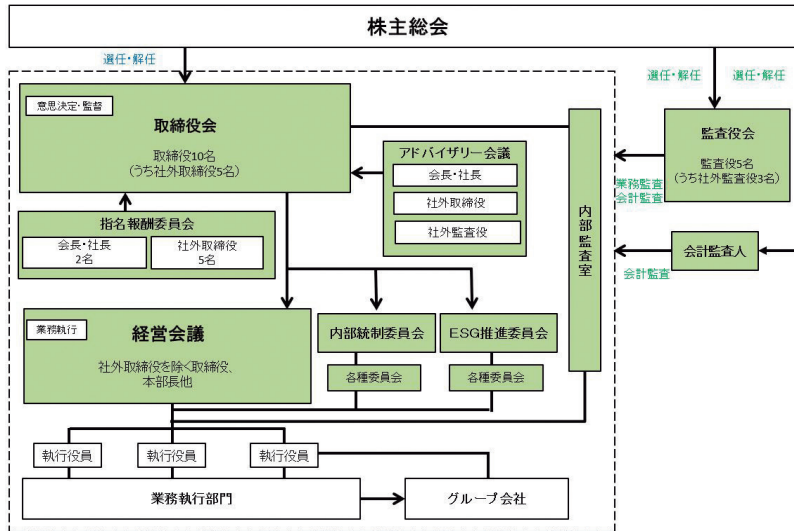 株主総会
選任・解任
選任・解任
選任・解任
意思決定・監督
取締役会
取締役10名
(うち社外取締役5名)
アドバイザリー会議
会長・社長
社外取締役
社外監査役
内部監査室
監査役会
監査役5名
(うち社外監査役3名)
業務監査
会計監査
指名報酬委員会
会長・社長
2名
社外取締役
5名
会計監査人
会計監査
業務執行
経営会議
社外取締役を除く取締役、
本部長他
内部統制委員会
ESG推進委員会
各種委員会
各種委員会
執行役員
執行役員
執行役員
業務執行部門
グループ会社